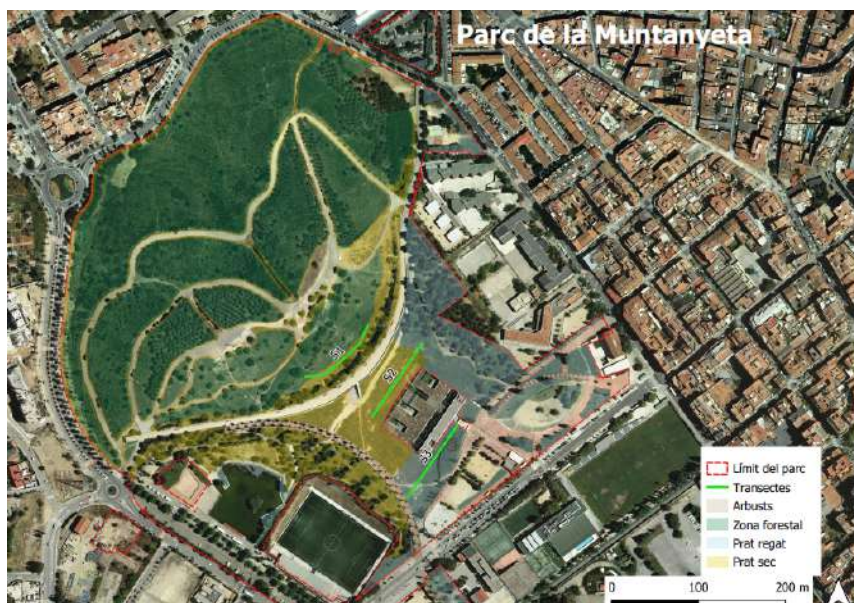 Parc de la Muntanyeta
S1
S2
S3
Límit del parc
Transectes
Arbusts
Zona forestal
Prat regat
Prat sec
0 100 200 m